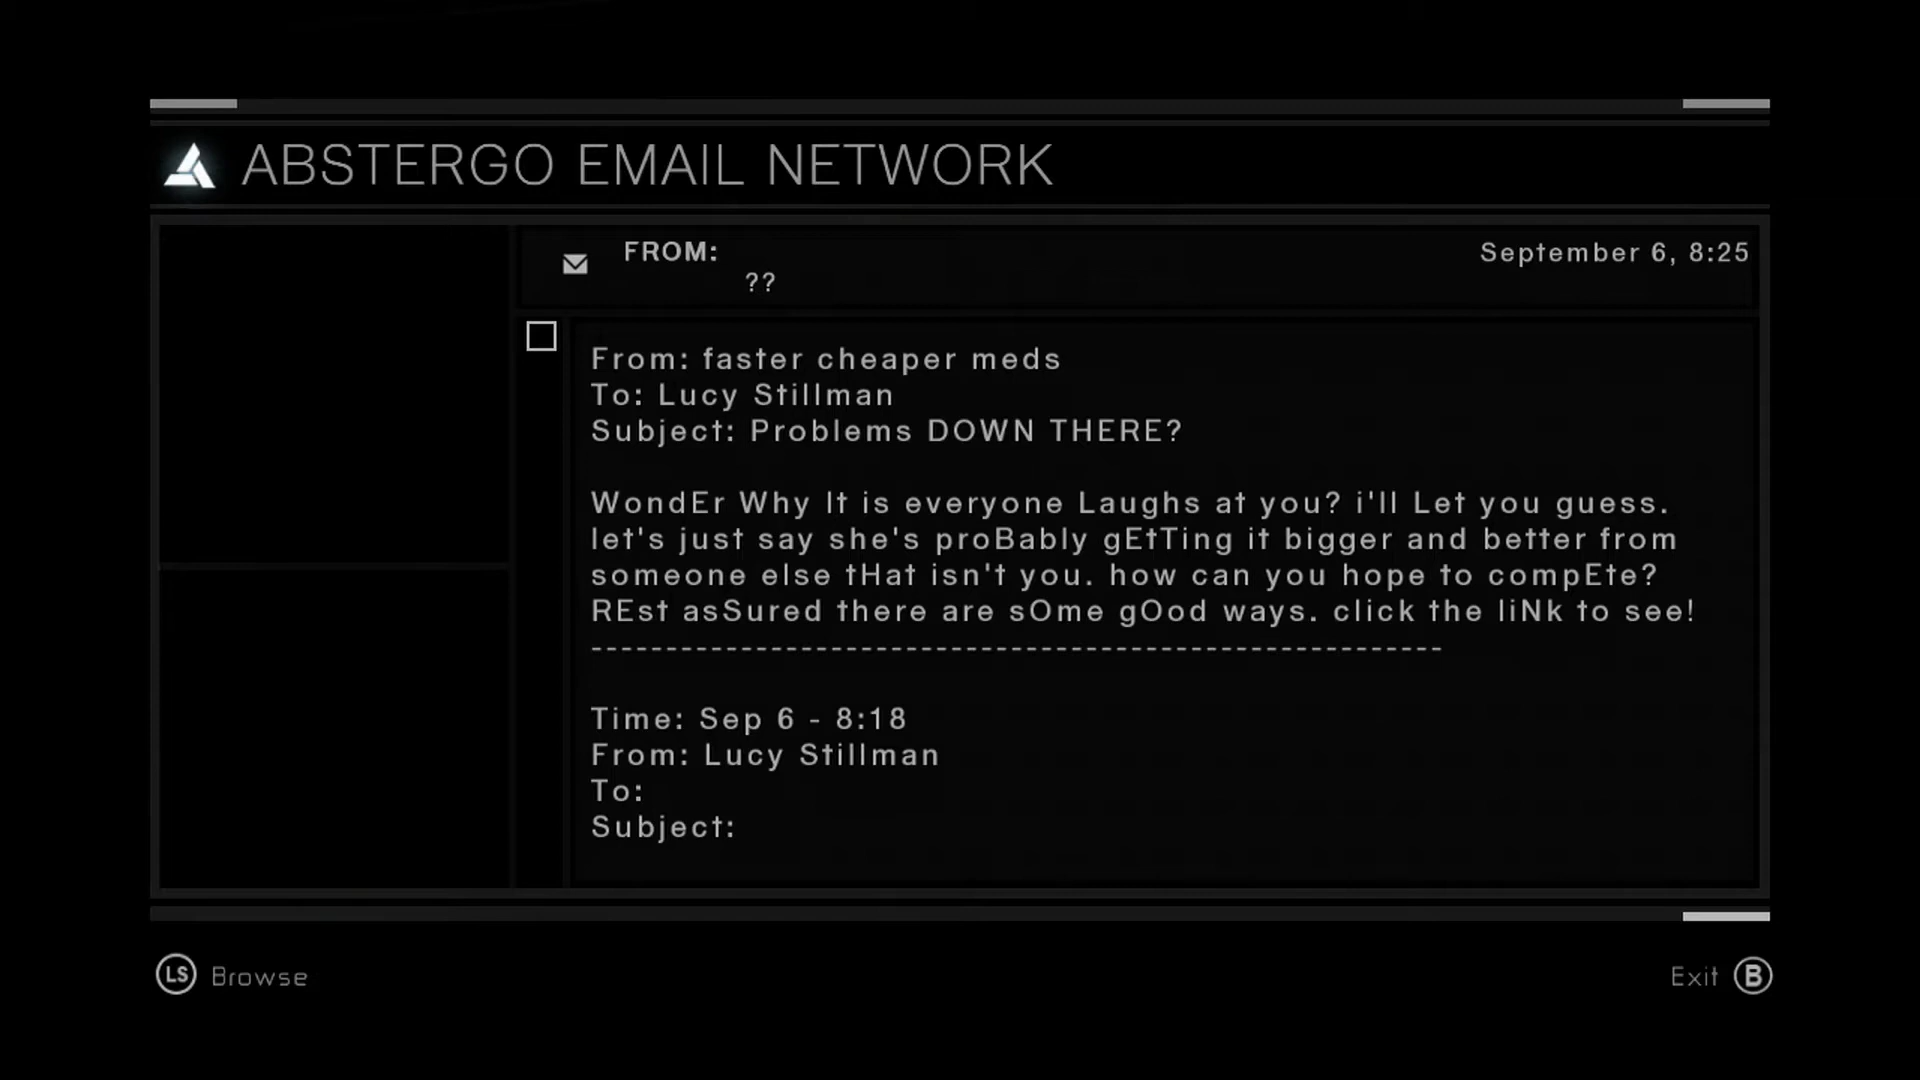 ABSTERGO EMAIL NETWORK
FROM:
??
September 6, 8:25
From: faster cheaper meds
To: Lucy Stillman
Subject: Problems DOWN THERE?
WondEr Why It is everyone Laughs at you? i'll Let you guess.
let's just say she's proBably gEtTing it bigger and better from
someone else tHat isn't you. how can you hope to compEte?
REst asSured there are sOme gOod ways. click the liNk to see!
---------------------------------------------------------
Time: Sep 6 - 8:18
From: Lucy Stillman
To:
Subject:
LS Browse
Exit B